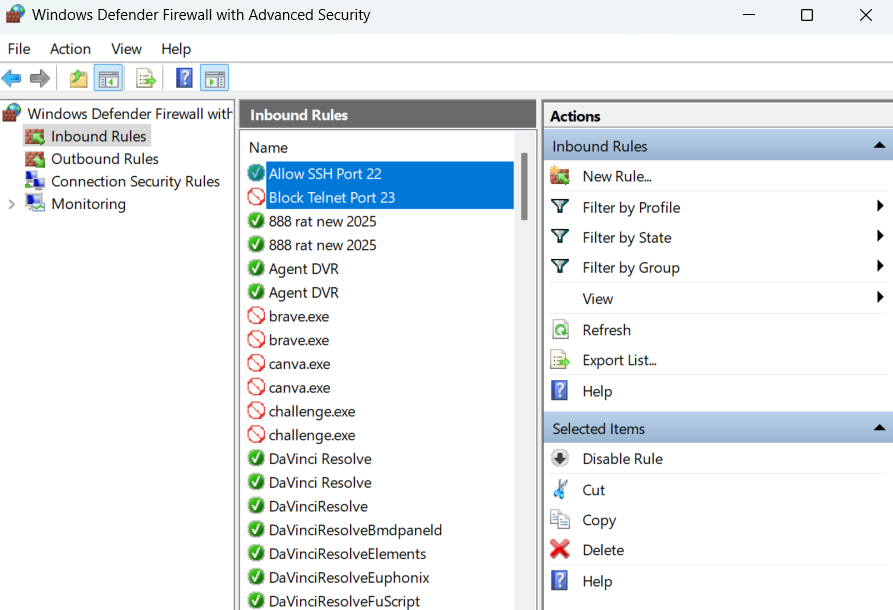 Windows Defender Firewall with Advanced Security
File Action View Help
Windows Defender Firewall with
Inbound Rules
Outbound Rules
Connection Security Rules
Monitoring
Inbound Rules
Name
Allow SSH Port 22
Block Telnet Port 23
888 rat new 2025
888 rat new 2025
Agent DVR
Agent DVR
brave.exe
brave.exe
canva.exe
canva.exe
challenge.exe
challenge.exe
DaVinci Resolve
DaVinci Resolve
DaVinciResolve
DaVinciResolveBmdpaneld
DaVinciResolveElements
DaVinciResolveEuphonix
DaVinciResolveFuScript
Actions
Inbound Rules
New Rule...
Filter by Profile
Filter by State
Filter by Group
View
Refresh
Export List...
Help
Selected Items
Disable Rule
Cut
Copy
Delete
Help